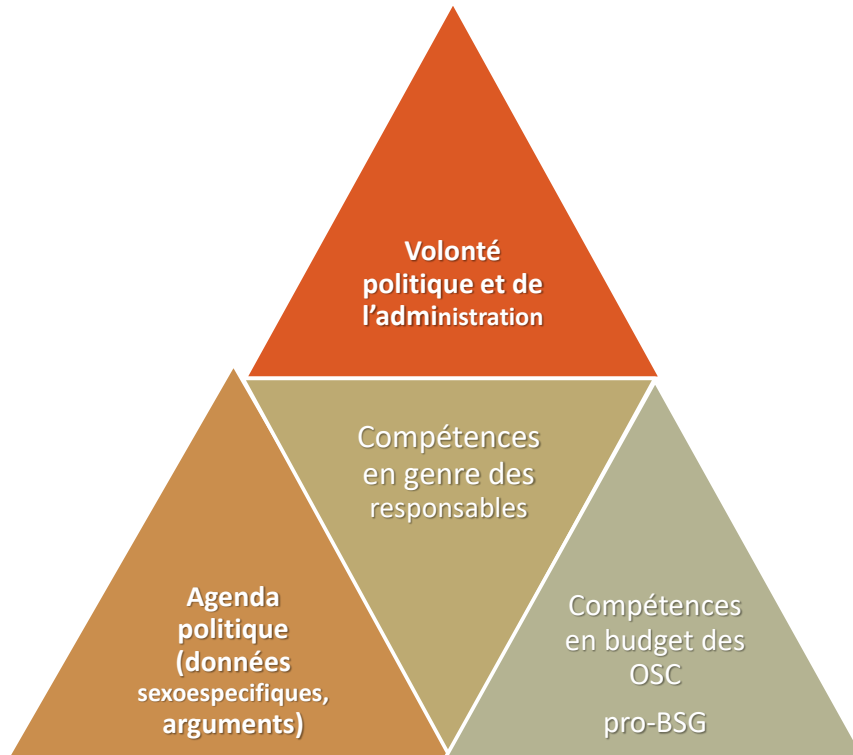 Volonté
politique et de
l'administration
Compétences
en genre des
responsables
Agenda
politique
(données
sexoespecifiques,
arguments)
Compétences
en budget des
OSC
pro-BSG